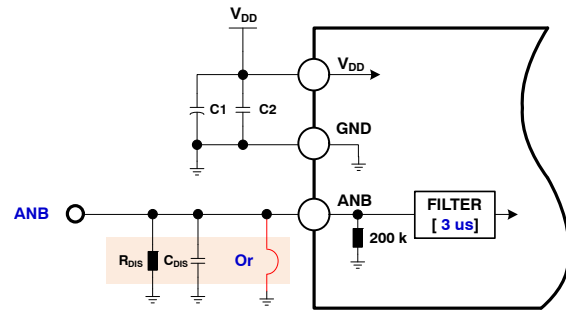 VDD
VDD
C1
C2
GND
ANB
ANB
FILTER
[ 3 us]
200 k
RDIS
CDIS
Or